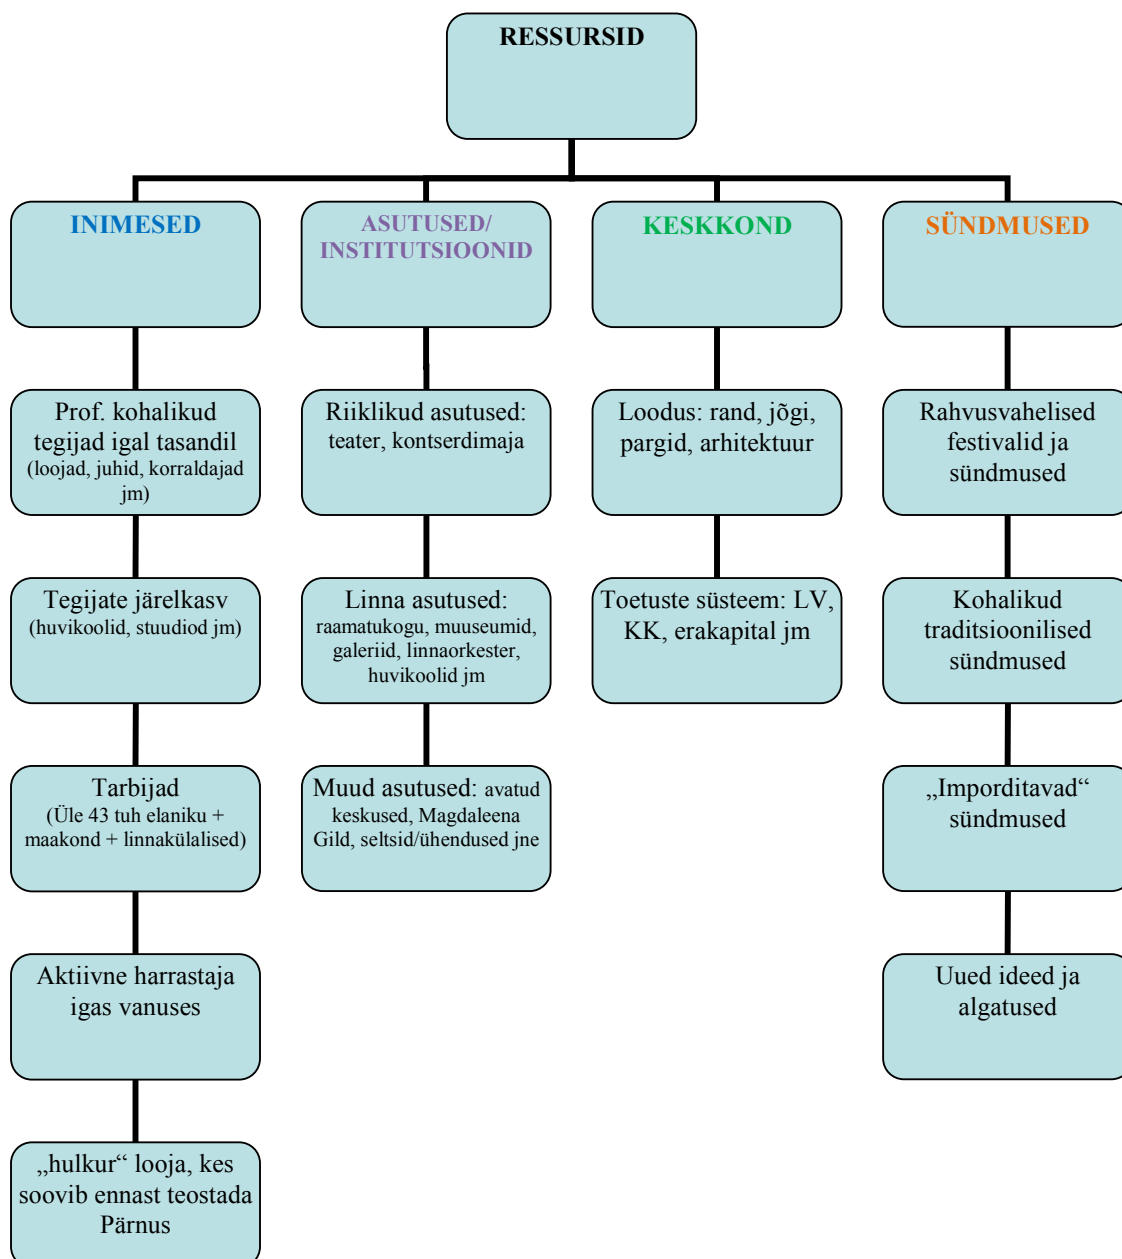 RESSURSID
INIMESED
ASUTUSED/
INSTITUTSIOONID
KESKKOND
SÜNDMUSED
Prof. kohalikud
tegijad igal tasandil
(loojad, juhid, korraldajad
jm)
Riiklikud asutused:
teater, kontserdimaja
Loodus: rand, jõgi,
pargid, arhitektuur
Rahvusvahelised
festivalid ja
sündmused
Tegijate järelkasv
(huvikoolid, stuudiod jm)
Linna asutused:
raamatukogu, muuseumid,
galeriid, linnaorkester,
huvikoolid jm
Toetuste süsteem: LV,
KK, erakapital jm
Kohalikud
traditsioonilised
sündmused
Tarbijad
(Üle 43 tuh elaniku +
maakond + linnakülalised)
Muud asutused: avatud
keskused, Magdaleena
Gild, seltsid/ühendused jne
„Imporditavad“
sündmused
Aktiivne harrastaja
igas vanuses
Uued ideed ja
algatused
„hulkur“ looja, kes
soovib ennast teostada
Pärnus